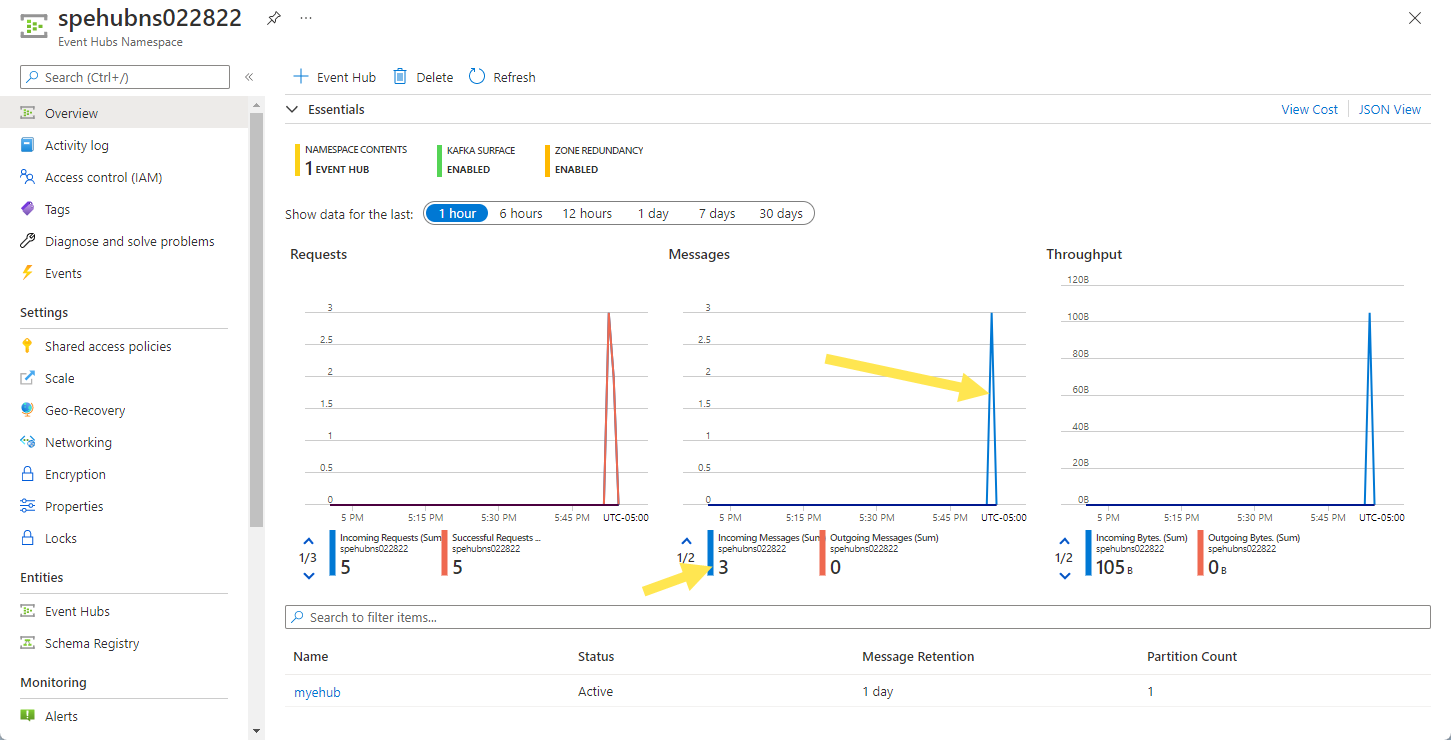 spehubns022822
Event Hubs Namespace
Search (Ctrl+/)
Overview
Activity log
Access control (IAM)
Tags
Diagnose and solve problems
Events
Settings
Shared access policies
Scale
Geo-Recovery
Networking
Encryption
Properties
Locks
Entities
Event Hubs
Schema Registry
Monitoring
Alerts
Event Hub Delete Refresh
Essentials
View Cost JSON View
NAMESPACE CONTENTS
1 EVENT HUB
KAFKA SURFACE
ENABLED
ZONE REDUNDANCY
ENABLED
Show data for the last: 1 hour 6 hours 12 hours 1 day 7 days 30 days
Requests
3
2.5
2
1.5
1
0.5
0
5 PM 5:15 PM 5:30 PM 5:45 PM UTC-05:00
1/3
Incoming Requests (Sum)
spehubns022822
5
Successful Requests ...
spehubns022822
5
Messages
3
2.5
2
1.5
1
0.5
0
5 PM 5:15 PM 5:30 PM 5:45 PM UTC-05:00
1/2
Incoming Messages (Sum)
spehubns022822
3
Outgoing Messages (Sum)
spehubns022822
0
Throughput
120B
100B
80B
60B
40B
20B
0B
5 PM 5:15 PM 5:30 PM 5:45 PM UTC-05:00
1/2
Incoming Bytes. (Sum)
spehubns022822
105 B
Outgoing Bytes. (Sum)
spehubns022822
0 B
Search to filter items...
Name Status Message Retention Partition Count
myehub Active 1 day 1